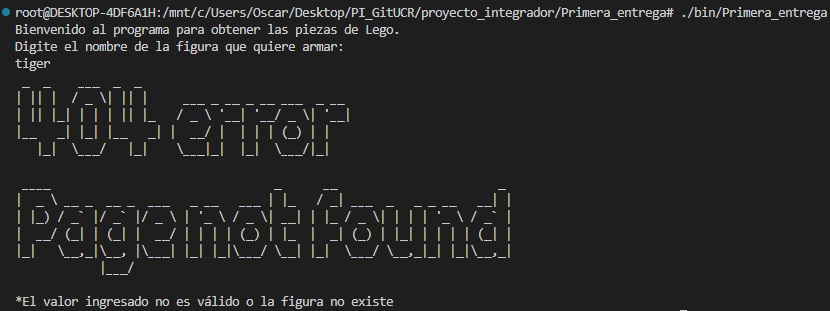 root@DESKTOP-4DF6A1H:/mnt/c/Users/Oscar/Desktop/PI_GitUCR/proyecto_integrador/Primera_entrega# ./bin/Primera_entrega
Bienvenido al programa para obtener las piezas de Lego.
Digite el nombre de la figura que quiere armar:
tiger
404 error
Page not found
*El valor ingresado no es válido o la figura no existe